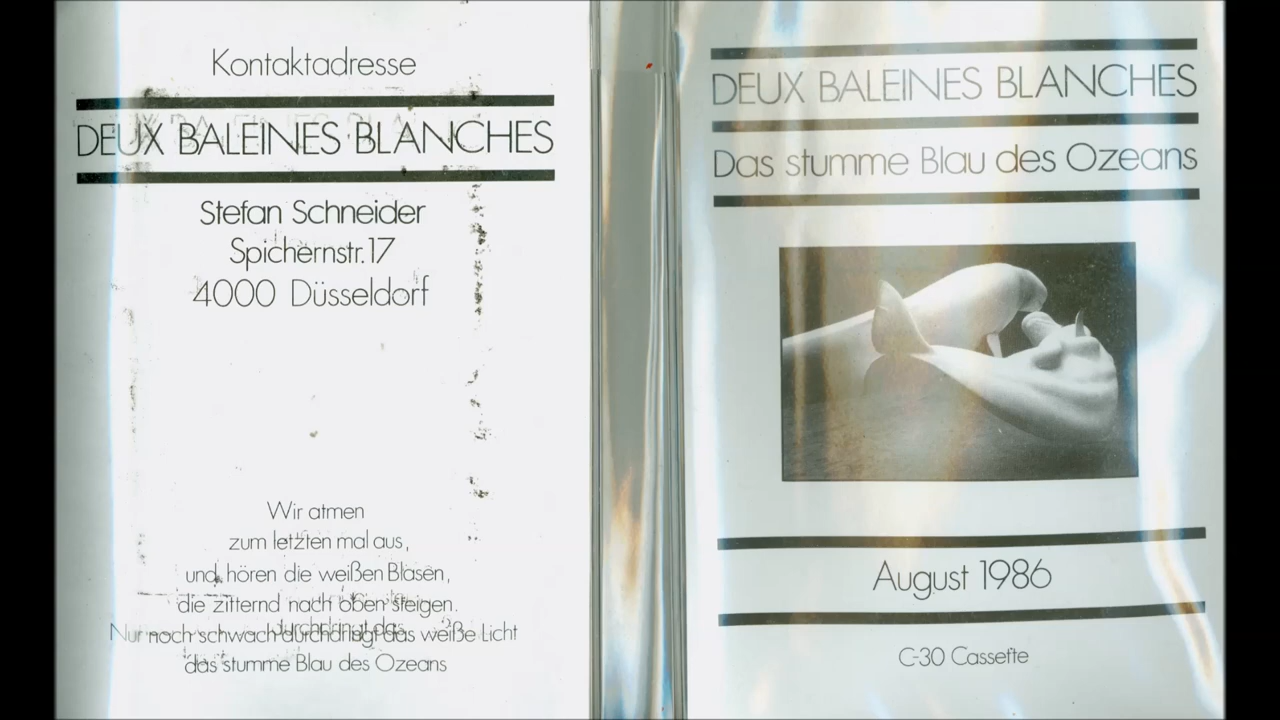 Kontaktadresse
DEUX BALEINES BLANCHES
Stefan Schneider
Spichernstr. 17
4000 Düsseldorf
Wir atmen
zum letzten mal aus,
und hören die weißen Blasen,
die zitternd nach oben steigen.
Nur noch schwach durchdringt das weiße Licht
das stumme Blau des Ozeans
DEUX BALEINES BLANCHES
Das stumme Blau des Ozeans
August 1986
C-30 Cassette